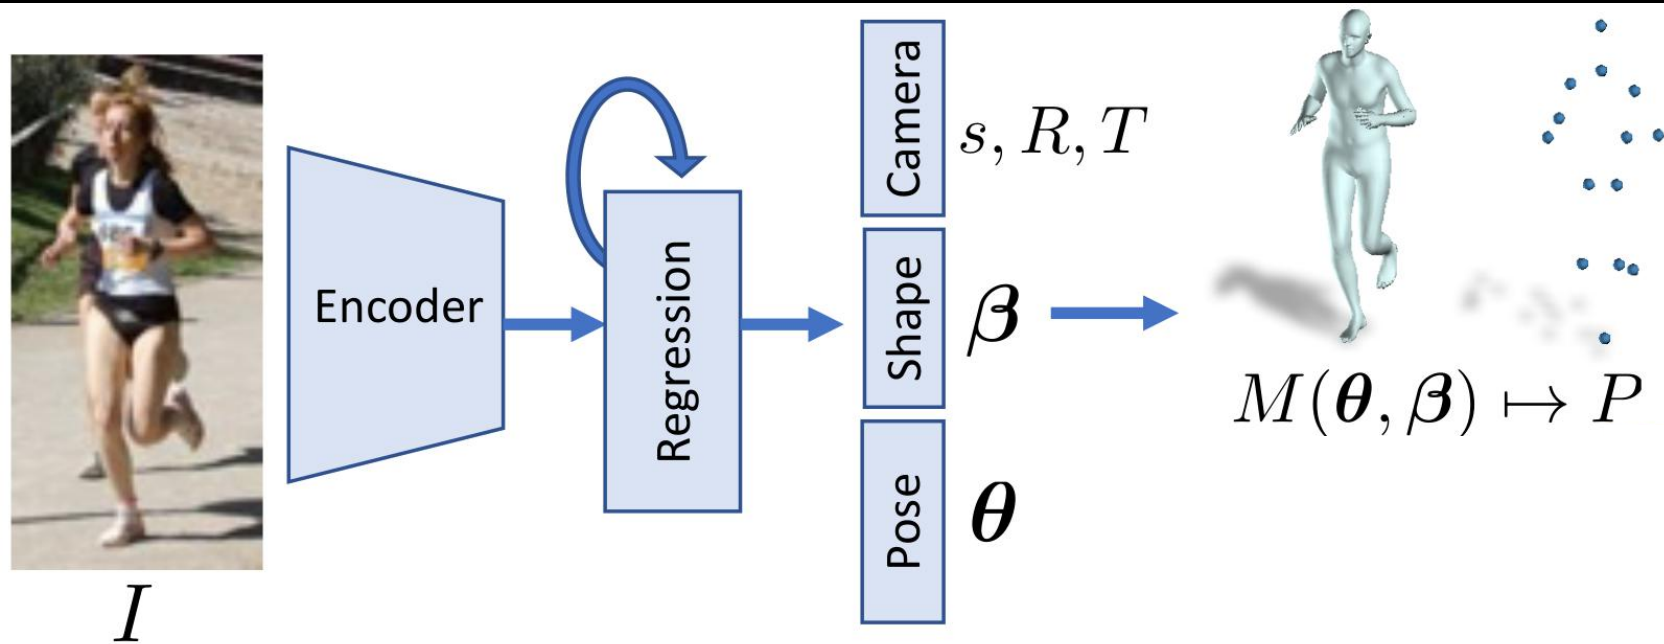 I
Encoder
Regression
Camera
s, R, T
Shape
β
Pose
θ
M(θ, β) ↦ P